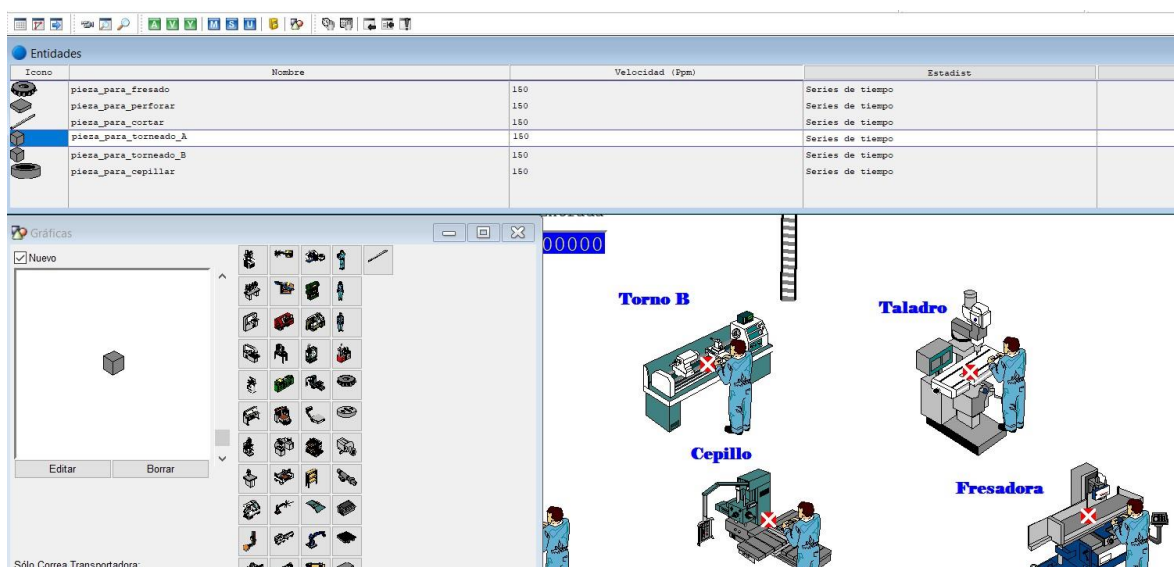 A V Y M S U
Entidades
Icono Nombre Velocidad (Ppm) Estadist
pieza_para_fresado 150 Series de tiempo
pieza_para_perforar 150 Series de tiempo
pieza_para_cortar 150 Series de tiempo
pieza_para_torneado_A 150 Series de tiempo
pieza_para_torneado_B 150 Series de tiempo
pieza_para_cepillar 150 Series de tiempo
Gráficas
Nuevo
00000
Torno B
Taladro
Cepillo
Editar Borrar
Fresadora
Sólo Correa Transportadora: